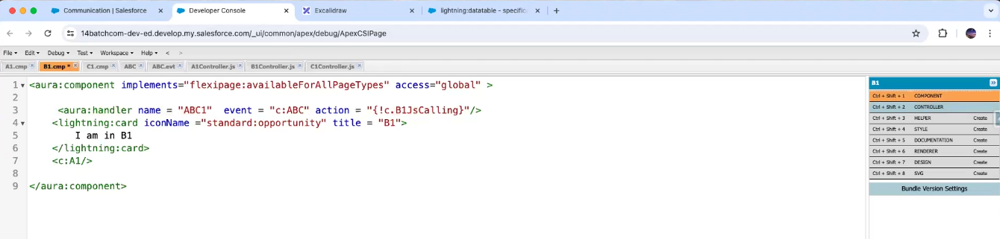 Communication | Salesforce
Developer Console
Excalidraw
lightning:datatable - specific
14batchcom-dev-ed.develop.my.salesforce.com/_ui/common/apex/debug/ApexCSIPage
File Edit Debug Test Workspace Help < >
A1.cmp B1.cmp * C1.cmp ABC ABC.evt A1Controller.js B1Controller.js C1Controller.js
1 <aura:component implements="flexipage:availableForAllPageTypes" access="global" >
2
3 <aura:handler name = "ABC1" event = "c:ABC" action = "{!c.B1JsCalling}"/>
4 <lightning:card iconName ="standard:opportunity" title = "B1">
5 I am in B1
6 </lightning:card>
7 <c:A1/>
8
9 </aura:component>
B1
Ctrl + Shift + 1 COMPONENT
Ctrl + Shift + 2 CONTROLLER
Ctrl + Shift + 3 HELPER Create
Ctrl + Shift + 4 STYLE Create
Ctrl + Shift + 5 DOCUMENTATION Create
Ctrl + Shift + 6 RENDERER Create
Ctrl + Shift + 7 DESIGN Create
Ctrl + Shift + 8 SVG Create
Bundle Version Settings